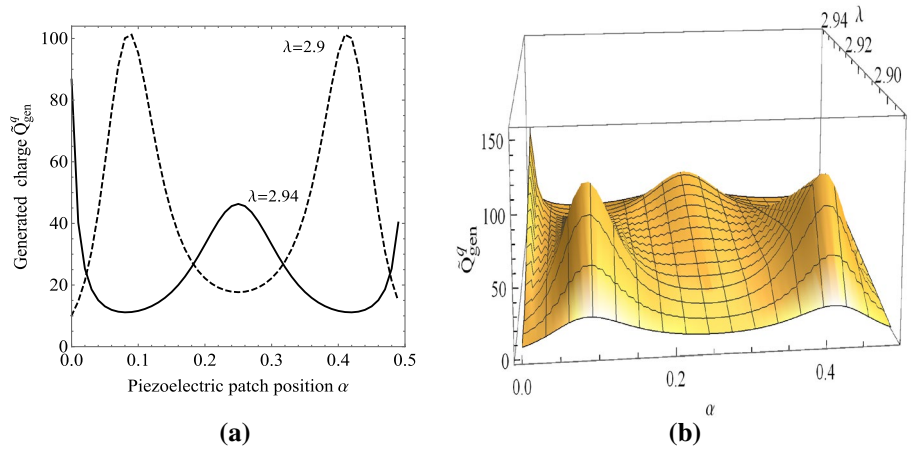 100
80
60
40
20
0
0.0 0.1 0.2 0.3 0.4 0.5
Generated charge Q̃^q_gen
Piezoelectric patch position α
λ=2.9
λ=2.94
(a)
2.94 λ
2.92
2.90
150
100
50
0
Q̃^q_gen
0.0 0.2 0.4
α
(b)